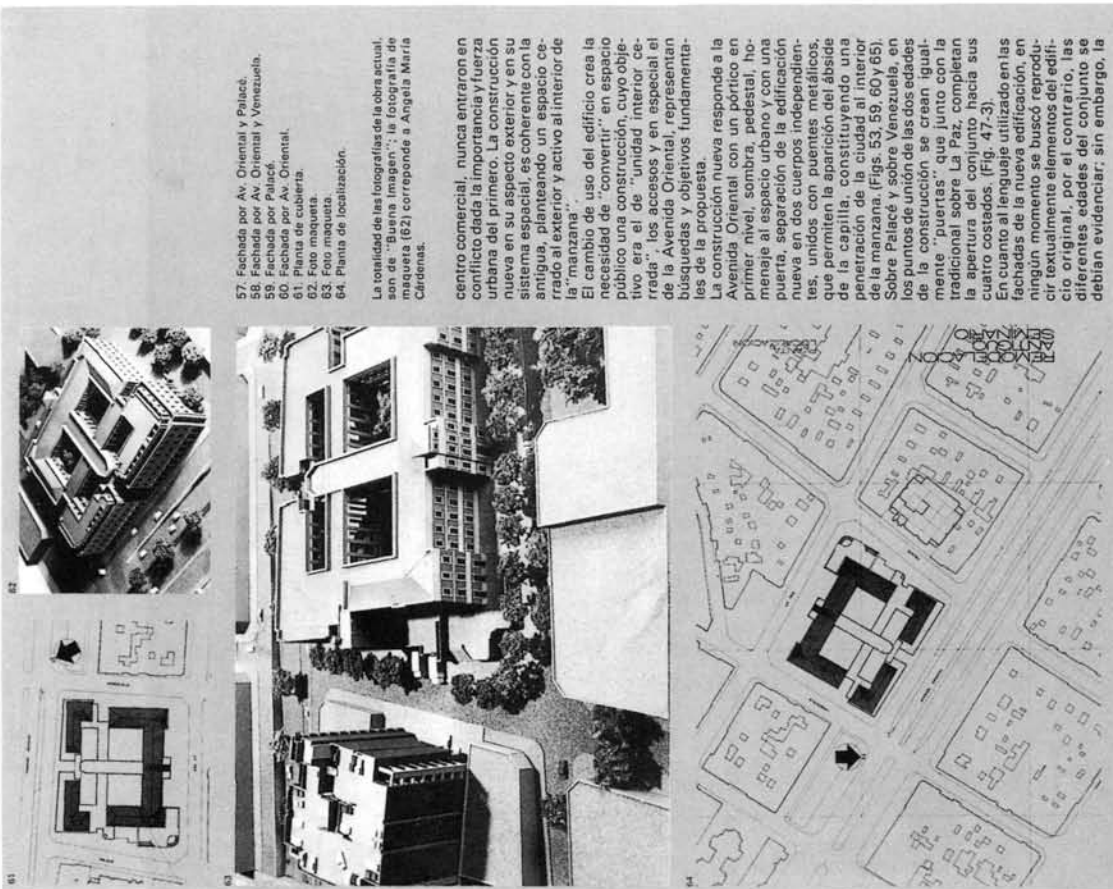 61
62
63
64
57. Fachada por Av. Oriental y Palacé.
58. Fachada por Av. Oriental y Venezuela.
59. Fachada por Palacé.
60. Fachada por Av. Oriental.
61. Planta de cubierta.
62. Foto maqueta.
63. Foto maqueta.
64. Planta de localización.
La totalidad de las fotografías de la obra actual,
son de "Buena Imagen"; la fotografía de
maqueta (62) correponde a Angela María
Cárdenas.
centro comercial, nunca entraron en
conflicto dada la importancia y fuerza
urbana del primero. La construcción
nueva en su aspecto exterior y en su
sistema espacial, es coherente con la
antigua, planteando un espacio ce-
rrado al exterior y activo al interior de
la "manzana".
El cambio de uso del edificio crea la
necesidad de "convertir" en espacio
público una construcción, cuyo obje-
tivo era el de "unidad interior ce-
rrada", los accesos y en especial el
de la Avenida Oriental, representan
búsquedas y objetivos fundamenta-
les de la propuesta.
La construcción nueva responde a la
Avenida Oriental con un pórtico en
primer nivel, sombra, pedestal, ho-
menaje al espacio urbano y con una
puerta, separación de la edificación
nueva en dos cuerpos independien-
tes, unidos con puentes metálicos,
que permiten la aparición del ábside
de la capilla, constituyendo una
penetración de la ciudad al interior
de la manzana. (Figs. 53, 59, 60 y 65).
Sobre Palacé y sobre Venezuela, en
los puntos de unión de las dos edades
de la construcción se crean igual-
mente "puertas" que junto con la
tradicional sobre La Paz, completan
la apertura del conjunto hacia sus
cuatro costados. (Fig. 47-3).
En cuanto al lenguaje utilizado en las
fachadas de la nueva edificación, en
ningún momento se buscó reprodu-
cir textualmente elementos del edifi-
cio original, por el contrario, las
diferentes edades del conjunto se
debían evidenciar; sin embargo, la